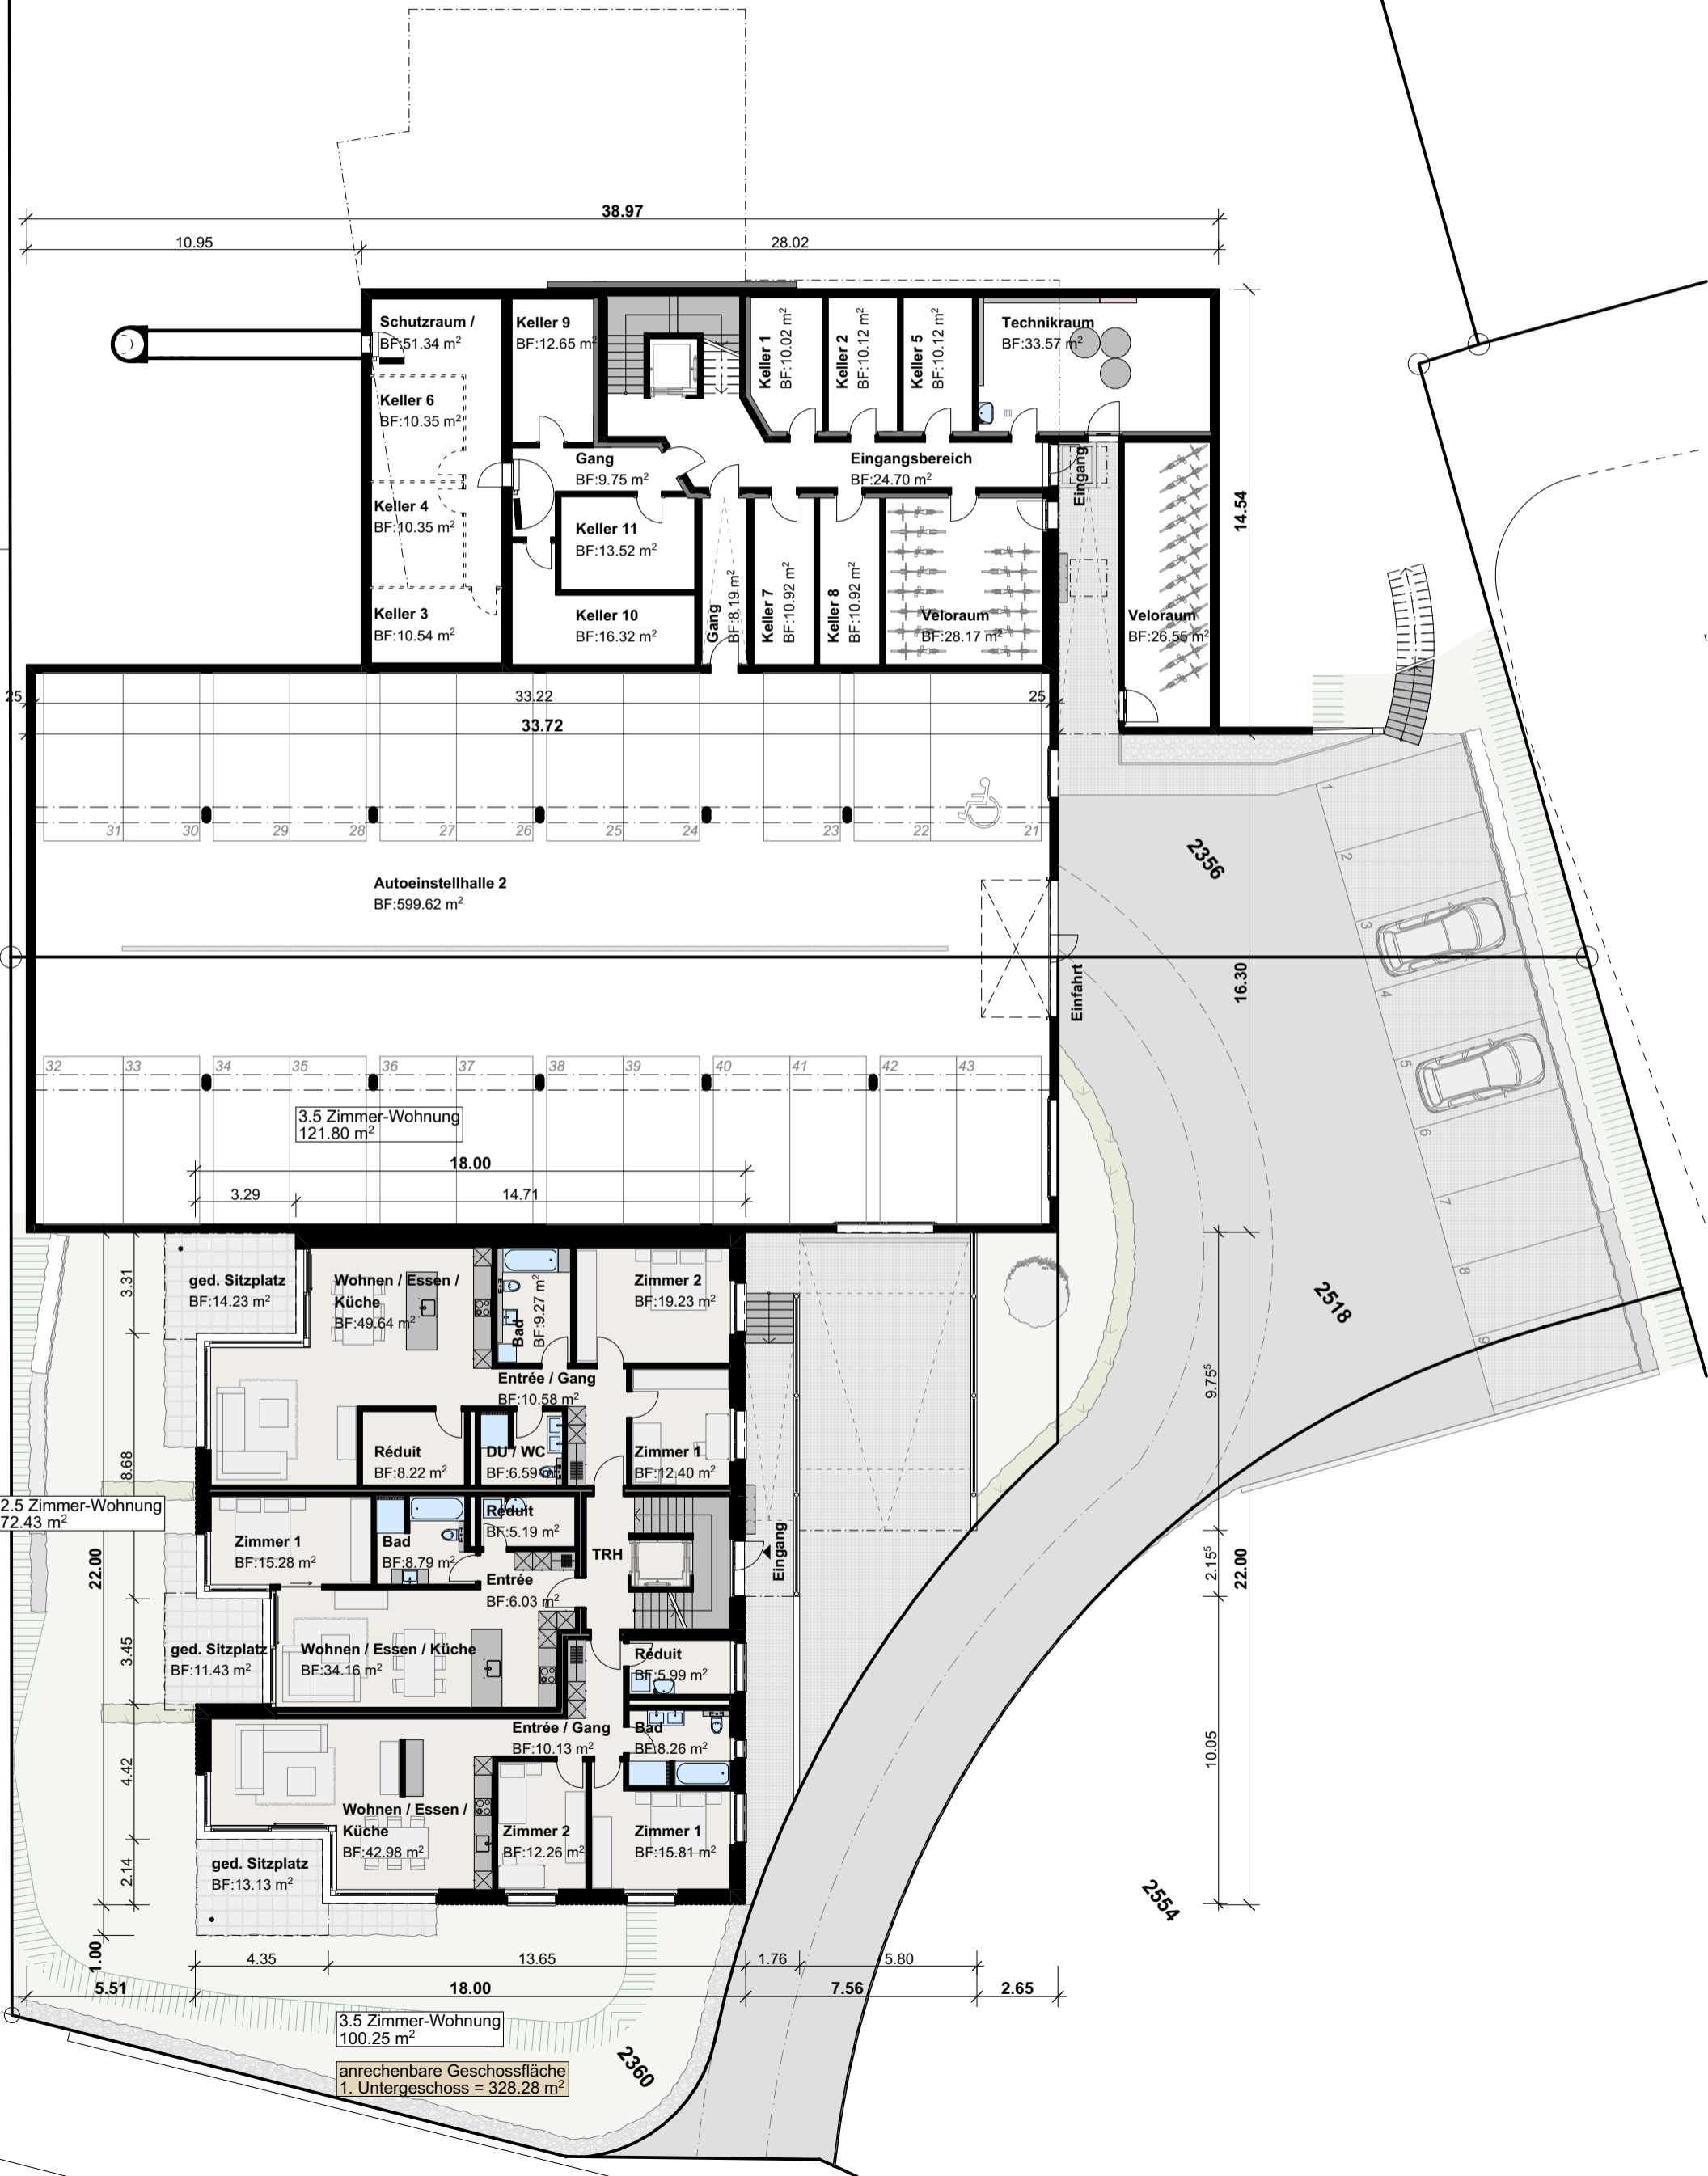 38.97
10.95
28.02
Schutzraum /
BF:51.34 m²
Keller 6
BF:10.35 m²
Keller 4
BF:10.35 m²
Keller 3
BF:10.54 m²
Keller 9
BF:12.65 m²
Gang
BF:9.75 m²
Keller 11
BF:13.52 m²
Keller 10
BF:16.32 m²
Gang
BF:8.19 m²
Keller 1
BF:10.02 m²
Keller 2
BF:10.12 m²
Keller 5
BF:10.12 m²
Technikraum
BF:33.57 m²
Eingangsbereich
BF:24.70 m²
Eingang
Keller 7
BF:10.92 m²
Keller 8
BF:10.92 m²
Veloraum
BF:28.17 m²
Veloraum
BF:26.55 m²
14.54
25
33.22
25
33.72
31
30
29
28
27
26
25
24
23
22
21
Autoeinstellhalle 2
BF:599.62 m²
Einfahrt
16.30
2356
1
2
3
4
5
6
7
8
9
2518
32
33
34
35
36
37
38
39
40
41
42
43
3.5 Zimmer-Wohnung
121.80 m²
18.00
3.29
14.71
3.31
ged. Sitzplatz
BF:14.23 m²
Wohnen / Essen /
Küche
BF:49.64 m²
Bad
BF:9.27 m²
Zimmer 2
BF:19.23 m²
Entrée / Gang
BF:10.58 m²
Réduit
BF:8.22 m²
DU / WC
BF:6.59
Zimmer 1
BF:12.40 m²
8.68
2.5 Zimmer-Wohnung
72.43 m²
22.00
Zimmer 1
BF:15.28 m²
Bad
BF:8.79 m²
Réduit
BF:5.19 m²
Entrée
BF:6.03 m²
TRH
Eingang
9.75⁵
2.15⁵
22.00
10.05
3.45
ged. Sitzplatz
BF:11.43 m²
Wohnen / Essen / Küche
BF:34.16 m²
Réduit
BF:5.99 m²
Entrée / Gang
BF:10.13 m²
Bad
BF:8.26 m²
4.42
Wohnen / Essen /
Küche
BF:42.98 m²
Zimmer 2
BF:12.26 m²
Zimmer 1
BF:15.81 m²
2.14
ged. Sitzplatz
BF:13.13 m²
1.00
4.35
13.65
1.76
5.80
5.51
18.00
7.56
2.65
2554
3.5 Zimmer-Wohnung
100.25 m²
2360
anrechenbare Geschossfläche
1. Untergeschoss = 328.28 m²